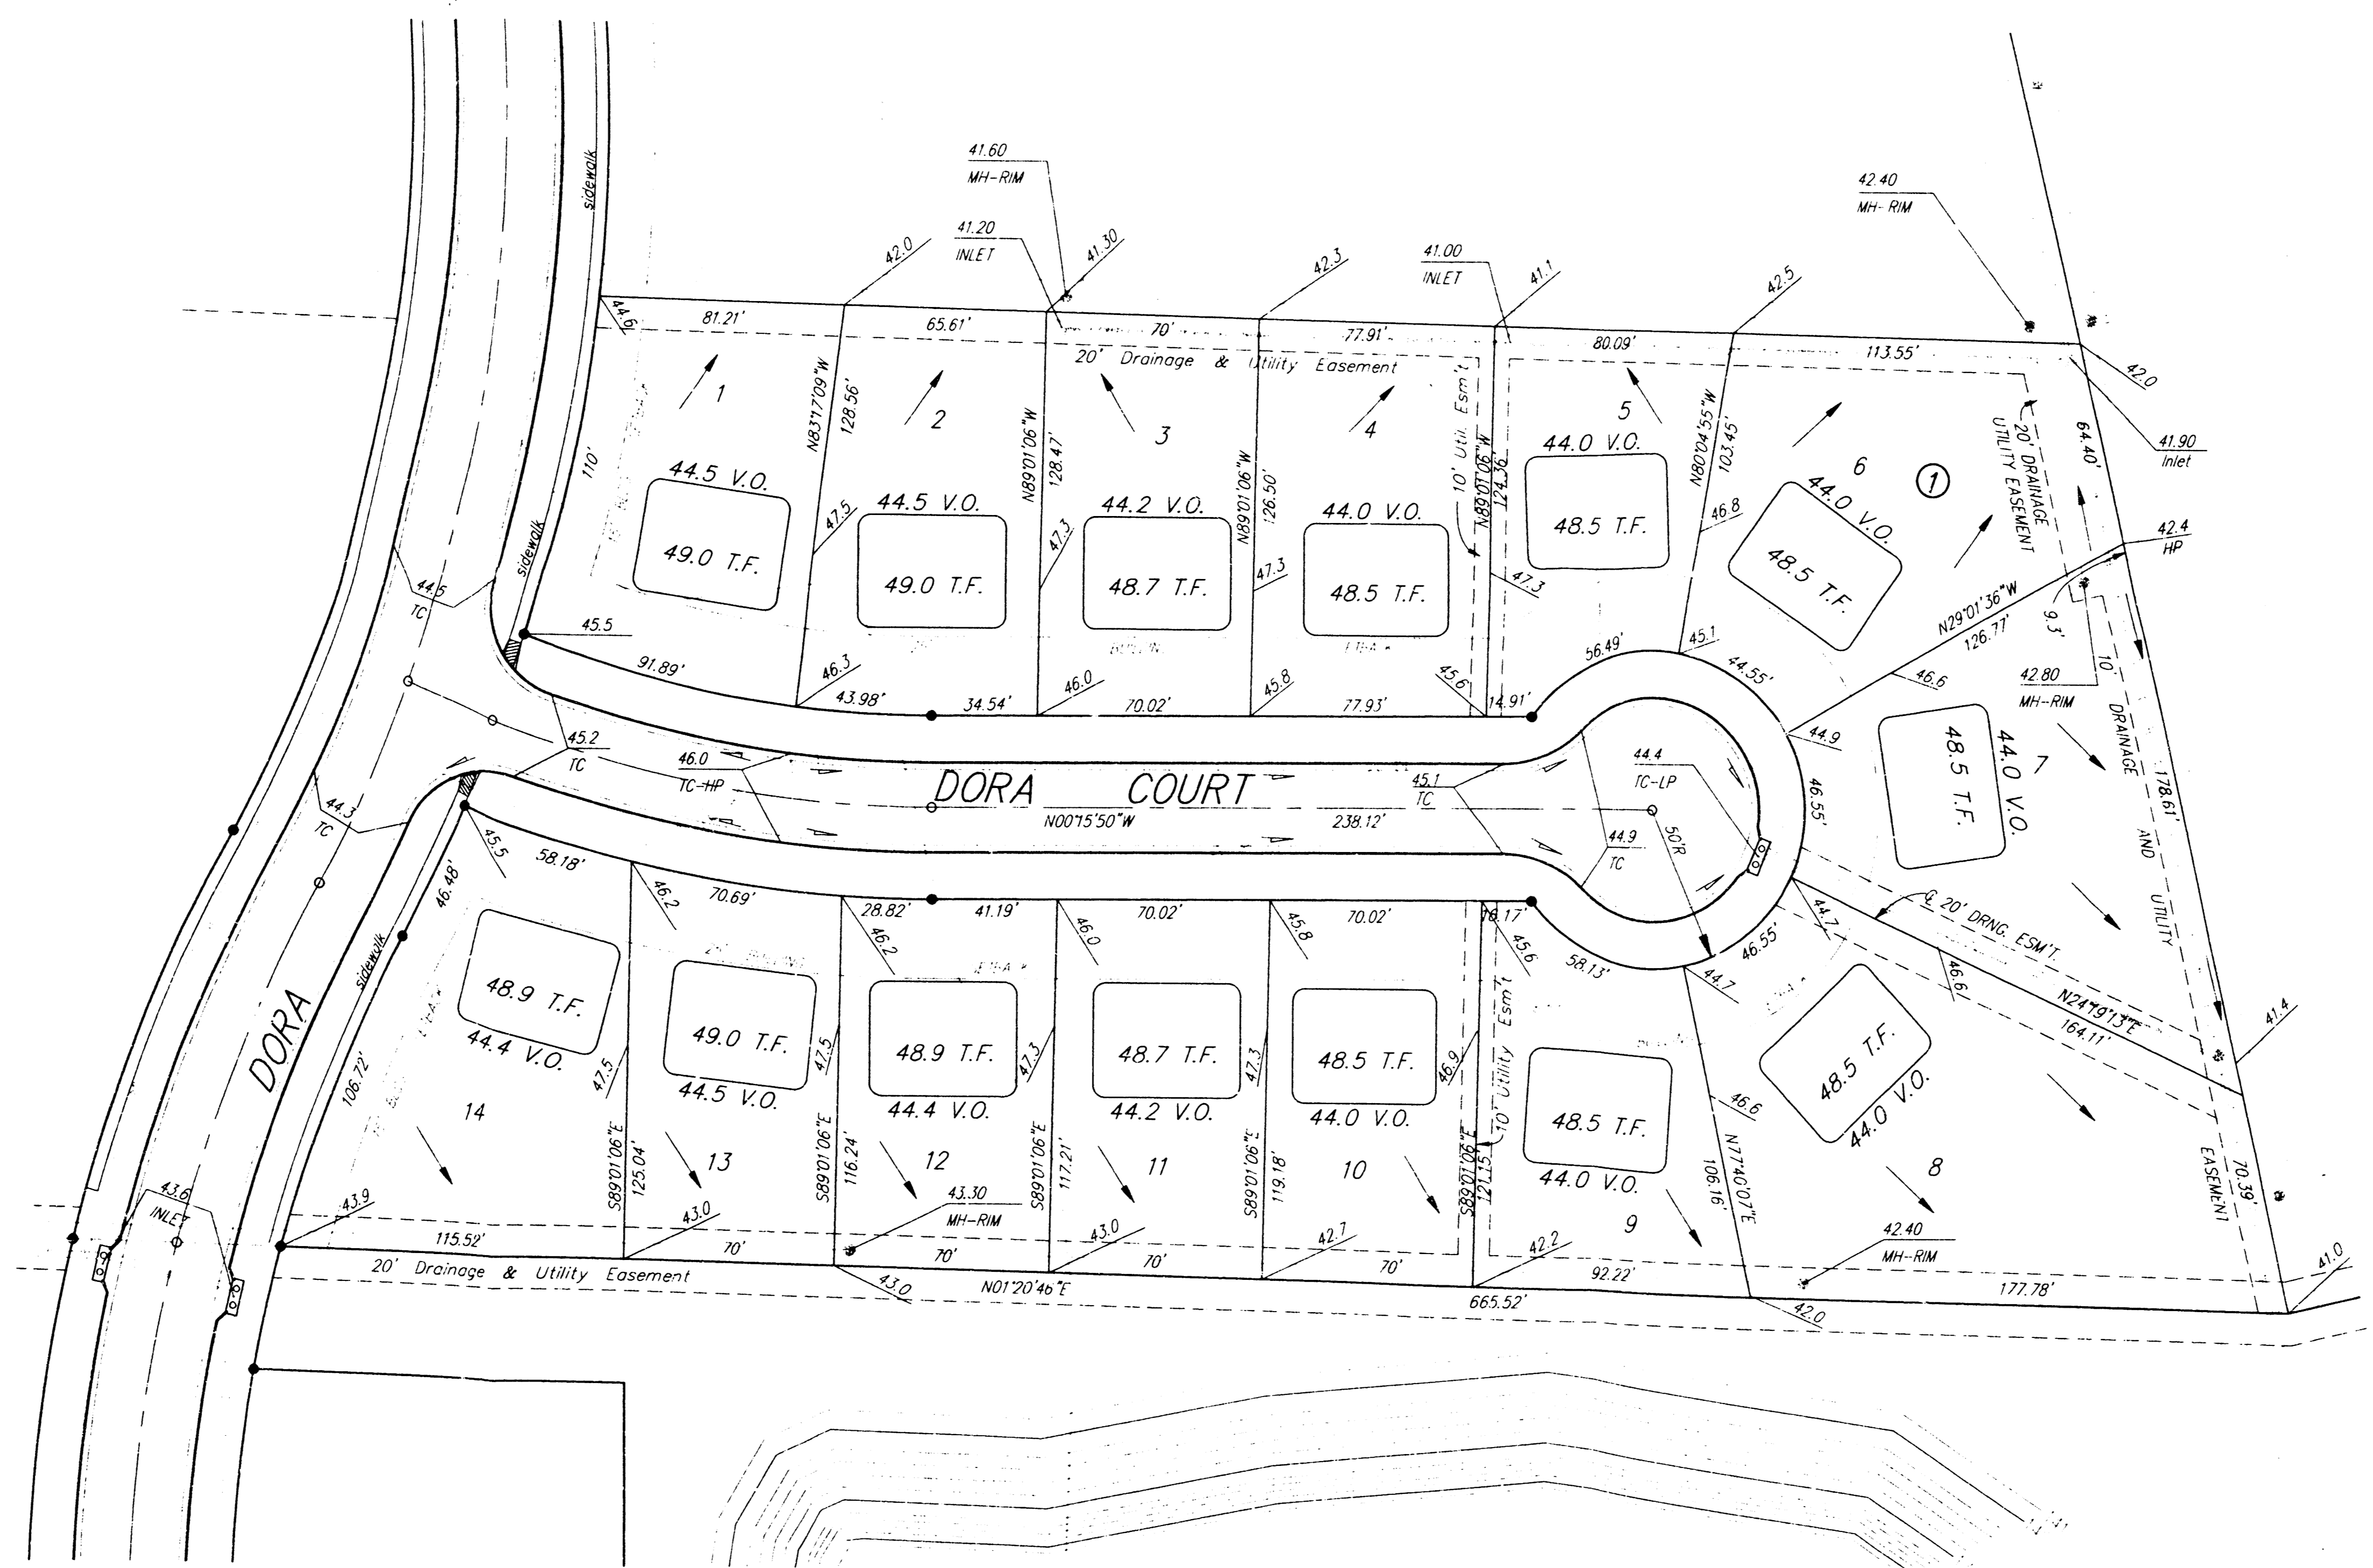 41.60
MH-RIM
41.20
INLET
41.30
42.0
42.3
41.00
INLET
41.1
42.5
42.40
MH-RIM
42.0
41.90
Inlet
42.4
HP
sidewalk
44.6
81.21'
65.61'
70'
77.91'
80.09'
113.55'
20' Drainage & Utility Easement
1
2
3
4
5
6
①
N83°17'09"W
128.56'
N89°01'06"W
128.47'
N89°01'06"W
126.50'
10' Util. Esm't
N89°01'06"W
124.36'
N80°04'55"W
103.45'
20' DRAINAGE
UTILITY EASEMENT
64.40'
110'
sidewalk
44.5 V.O.
49.0 T.F.
47.5
44.5 V.O.
49.0 T.F.
47.3
44.2 V.O.
48.7 T.F.
47.3
44.0 V.O.
48.5 T.F.
47.3
44.0 V.O.
48.5 T.F.
46.8
44.0 V.O.
48.5 T.F.
N29°01'36"W
126.77'
9.3'
42.80
MH-RIM
46.6
10' DRAINAGE AND UTILITY EASEMENT
178.61'
44.5
TC
45.5
91.89'
46.3
43.98'
34.54'
46.0
70.02'
45.8
77.93'
45.6
14.91'
56.49'
45.1
44.55'
44.9
46.55'
7
44.0 V.O.
48.5 T.F.
45.2
TC
46.0
TC-HP
DORA COURT
N00°15'50"W
238.12'
45.1
TC
44.4
TC-LP
44.9
TC
50'R
44.3
TC
45.5
46.48'
58.18'
46.2
70.69'
28.82'
46.2
41.19'
46.0
70.02'
45.8
70.02'
16.17'
45.6
58.13'
44.7
46.55'
44.7
℄ 20' DRNG. ESM'T.
46.6
N24°19'13"E
164.11'
41.4
DORA
sidewalk
106.72'
48.9 T.F.
44.4 V.O.
47.5
49.0 T.F.
44.5 V.O.
47.5
48.9 T.F.
44.4 V.O.
47.3
48.7 T.F.
44.2 V.O.
47.3
48.5 T.F.
44.0 V.O.
46.9
10' Utility Esm't
48.5 T.F.
44.0 V.O.
46.6
48.5 T.F.
44.0 V.O.
14
13
12
11
10
9
8
S89°01'06"E
125.04'
S89°01'06"E
116.24'
S89°01'06"E
117.21'
S89°01'06"E
119.18'
S89°01'06"E
121.15'
N77°40'07"E
106.16'
70.39'
43.6
INLET
43.9
115.52'
43.0
70'
43.30
MH-RIM
70'
43.0
70'
42.7
70'
42.2
92.22'
42.40
MH-RIM
177.78'
41.0
20' Drainage & Utility Easement
43.0
N01°20'46"E
665.52'
42.0